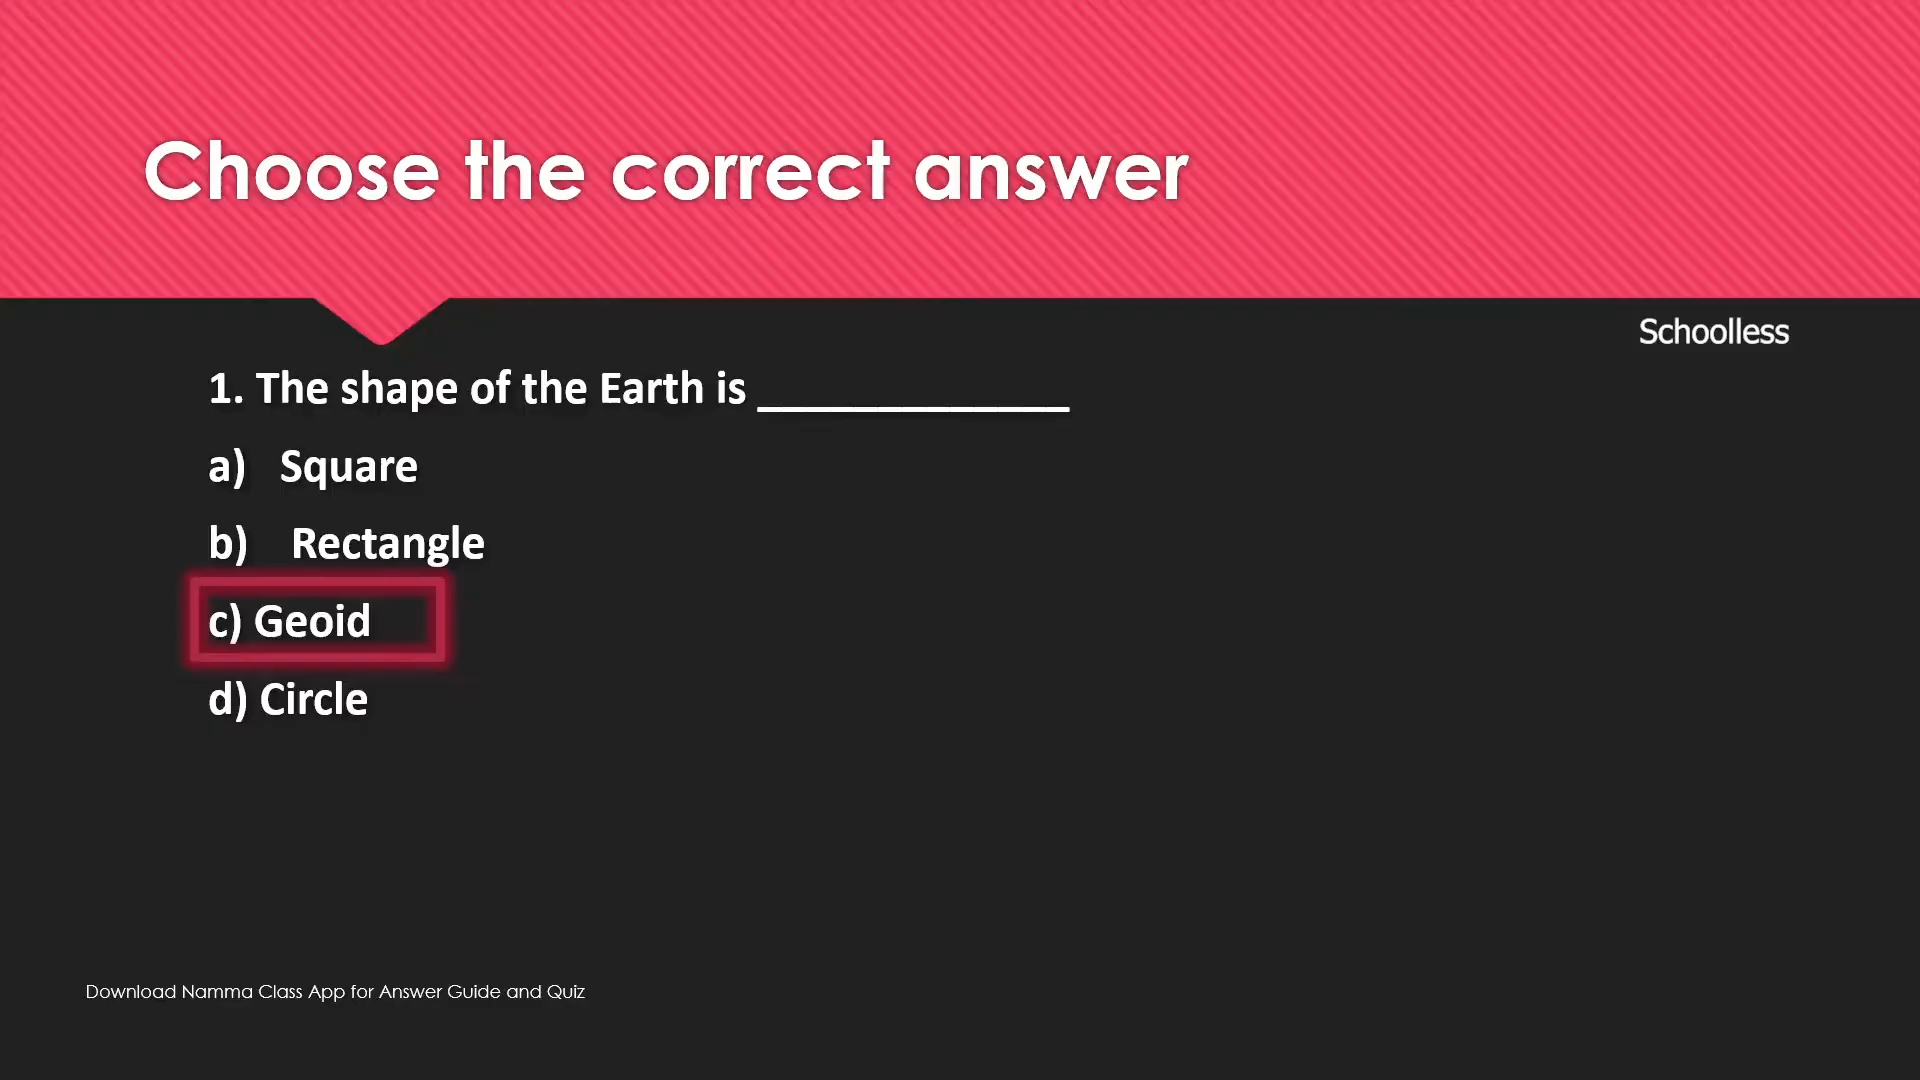 Choose the correct answer
Schoolless
1. The shape of the Earth is _____________
a) Square
b) Rectangle
c) Geoid
d) Circle
Download Namma Class App for Answer Guide and Quiz